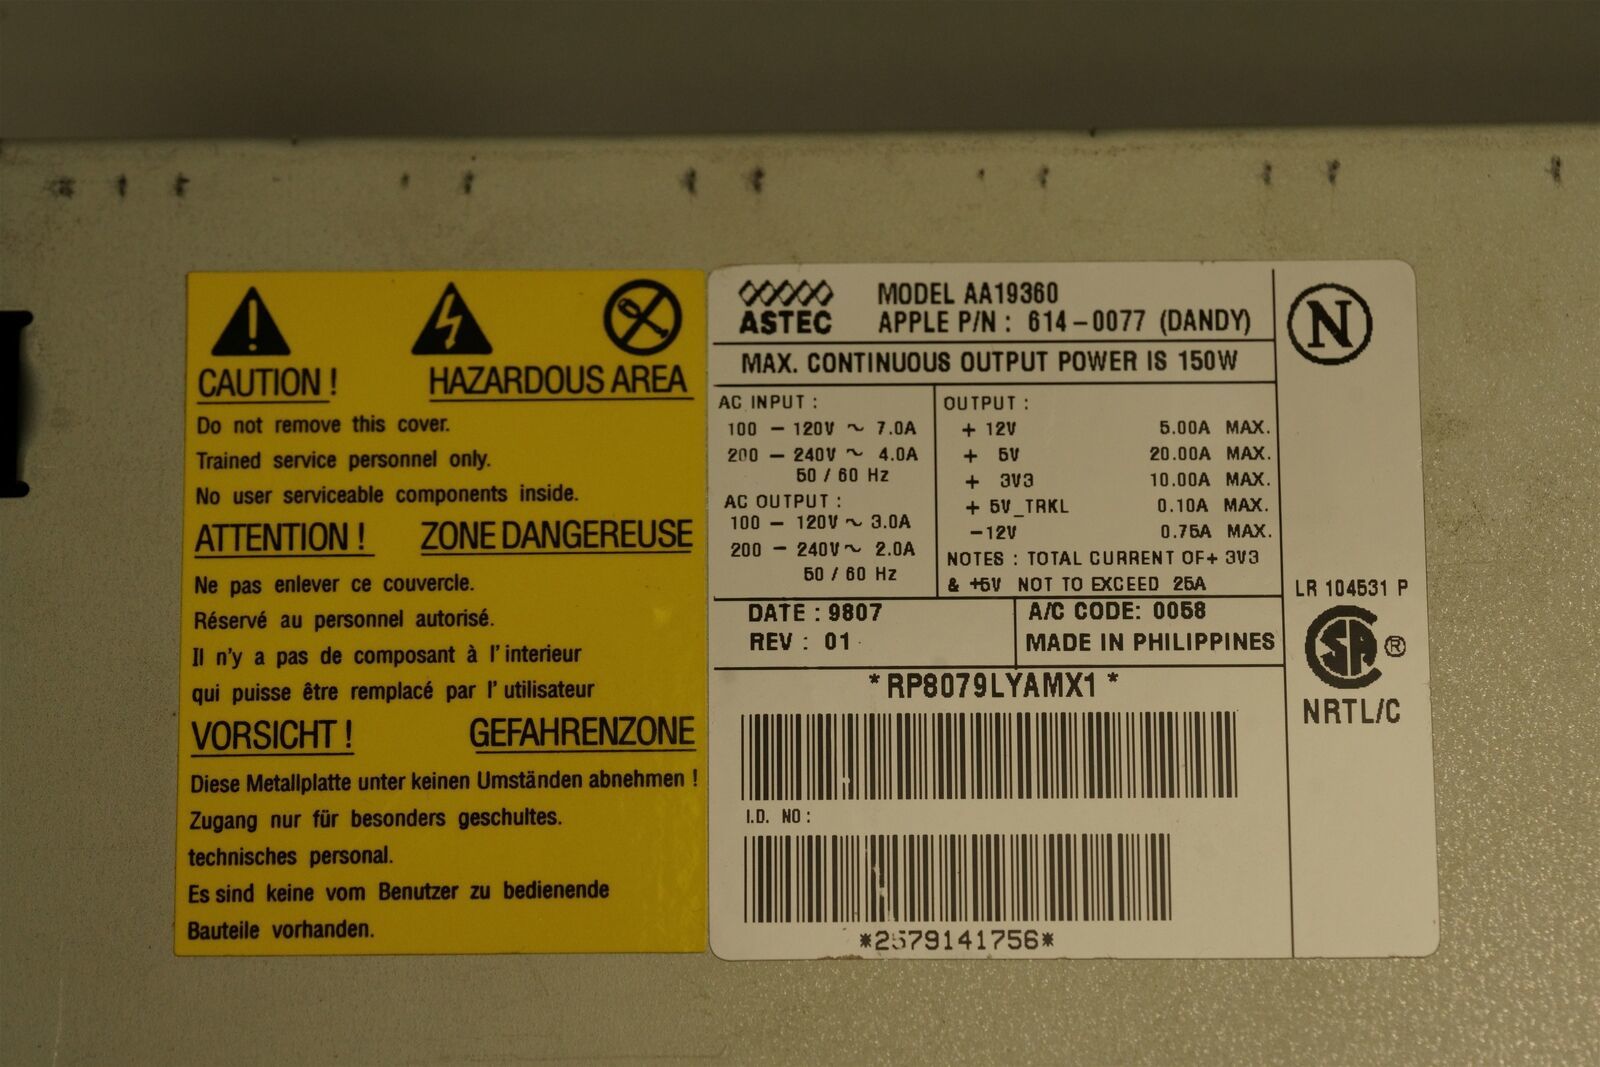 CAUTION ! HAZARDOUS AREA
Do not remove this cover.
Trained service personnel only.
No user serviceable components inside.
ATTENTION ! ZONE DANGEREUSE
Ne pas enlever ce couvercle.
Réservé au personnel autorisé.
Il n'y a pas de composant à l'interieur
qui puisse être remplacé par l'utilisateur
VORSICHT ! GEFAHRENZONE
Diese Metallplatte unter keinen Umständen abnehmen !
Zugang nur für besonders geschultes.
technisches personal.
Es sind keine vom Benutzer zu bedienende
Bauteile vorhanden.
ASTEC
MODEL AA19360
APPLE P/N : 614-0077 (DANDY)
MAX. CONTINUOUS OUTPUT POWER IS 150W
AC INPUT :
100 - 120V ~ 7.0A
200 - 240V ~ 4.0A
50 / 60 Hz
AC OUTPUT :
100 - 120V ~ 3.0A
200 - 240V ~ 2.0A
50 / 60 Hz
OUTPUT :
+ 12V 5.00A MAX.
+ 5V 20.00A MAX.
+ 3V3 10.00A MAX.
+ 5V_TRKL 0.10A MAX.
-12V 0.75A MAX.
NOTES : TOTAL CURRENT OF+ 3V3
& +5V NOT TO EXCEED 25A
DATE : 9807
REV : 01
A/C CODE: 0058
MADE IN PHILIPPINES
*RP8079LYAMX1*
I.D. NO :
*2579141756*
N
LR 104531 P
SA ®
NRTL/C